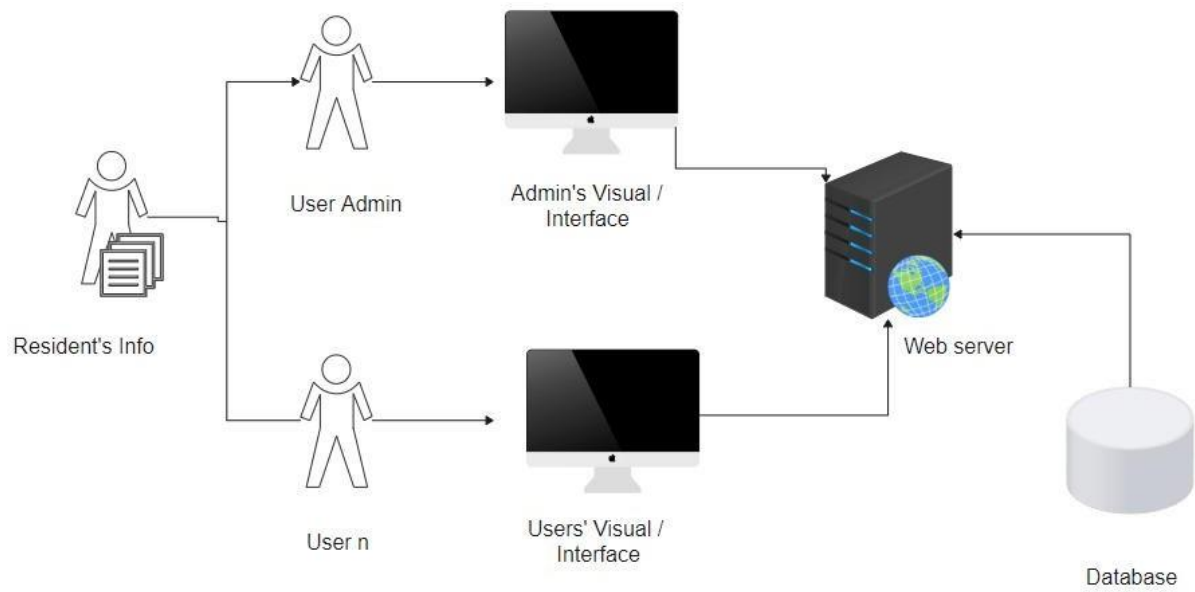 User Admin
Admin's Visual /
Interface
Resident's Info
Web server
User n
Users' Visual /
Interface
Database